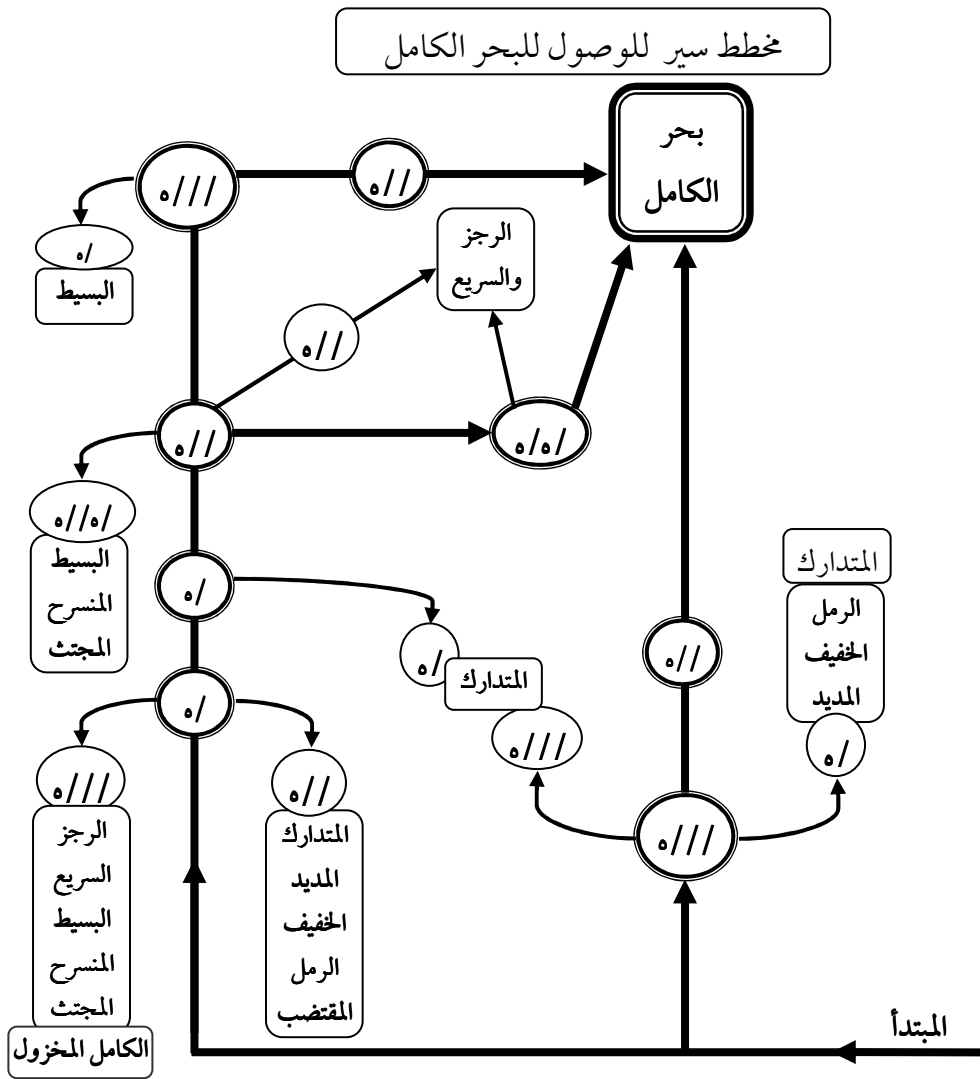 مخطط سير للوصول للبحر الكامل
بحر
الكامل
///ه
//ه
/ه
البسيط
الرجز
والسريع
//ه
//ه
/ه/ه
/ه//ه
البسيط
المنسرح
المجتث
/ه
/ه
المتدارك
///ه
//ه
المتدارك
الرمل
الخفيف
المديد
/ه
/ه
///ه
الرجز
السريع
البسيط
المنسرح
المجتث
الكامل المخزول
//ه
المتدارك
المديد
الخفيف
الرمل
المقتضب
///ه
المبتدأ